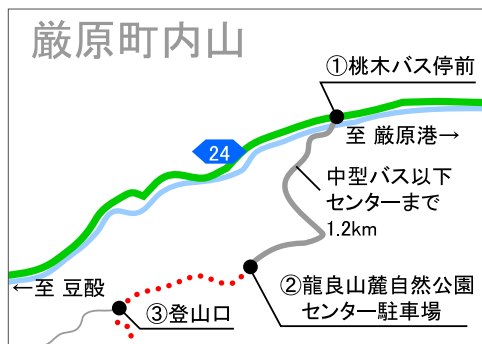 厳原町内山
①桃木バス停前
至 厳原港→
24
中型バス以下
センターまで
1.2km
←至 豆酘
②龍良山麓自然公園
センター駐車場
③登山口